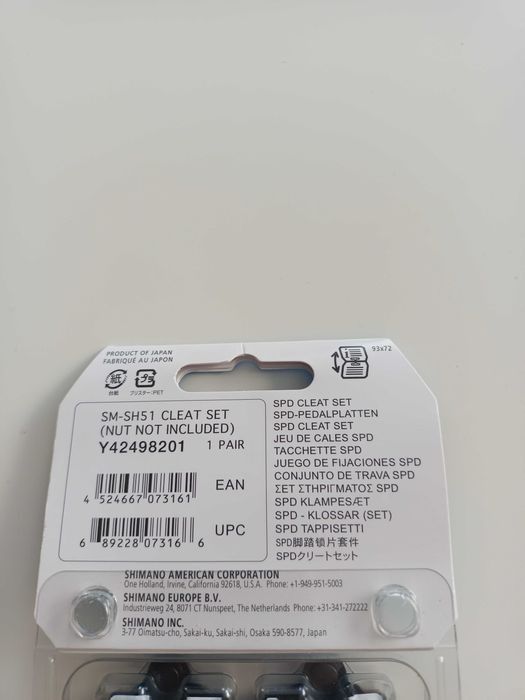 PRODUCT OF JAPAN
FABRIQUÉ AU JAPON
93x72
紙
プラ
台紙
ブリスター:PET
SM-SH51 CLEAT SET
(NUT NOT INCLUDED)
Y42498201 1 PAIR
4 524667 073161 EAN
6 89228 07316 6 UPC
SPD CLEAT SET
SPD-PEDALPLATTEN
SPD CLEAT SET
JEU DE CALES SPD
TACCHETTE SPD
JUEGO DE FIJACIONES SPD
CONJUNTO DE TRAVA SPD
ΣΕΤ ΣΤΗΡΙΓΜΑΤΟΣ SPD
SPD KLAMPESÆT
SPD - KLOSSAR (SET)
SPD TAPPISETTI
SPD脚踏锁片套件
SPDクリートセット
SHIMANO AMERICAN CORPORATION
One Holland, Irvine, California 92618, U.S.A. Phone: +1-949-951-5003
SHIMANO EUROPE B.V.
Industrieweg 24, 8071 CT Nunspeet, The Netherlands Phone: +31-341-272222
SHIMANO INC.
3-77 Oimatsu-cho, Sakai-ku, Sakai-shi, Osaka 590-8577, Japan